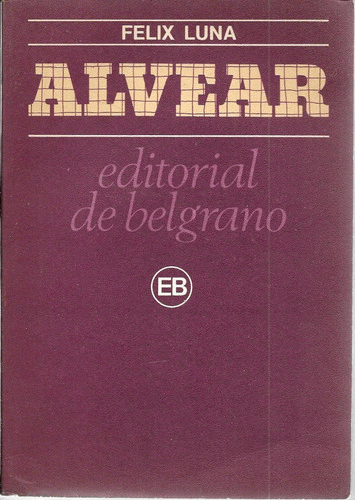 FELIX LUNA
ALVEAR
editorial
de belgrano
EB